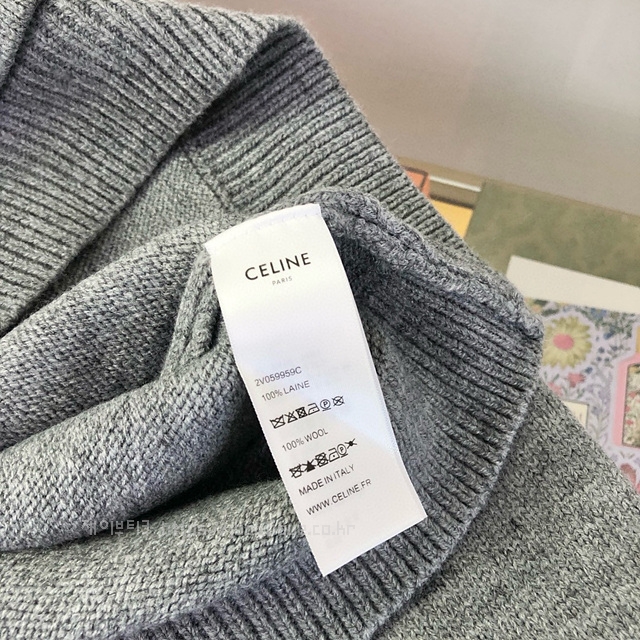 CELINE
PARIS
2V059959C
100% LAINE
100% WOOL
MADE IN ITALY
WWW.CELINE.FR